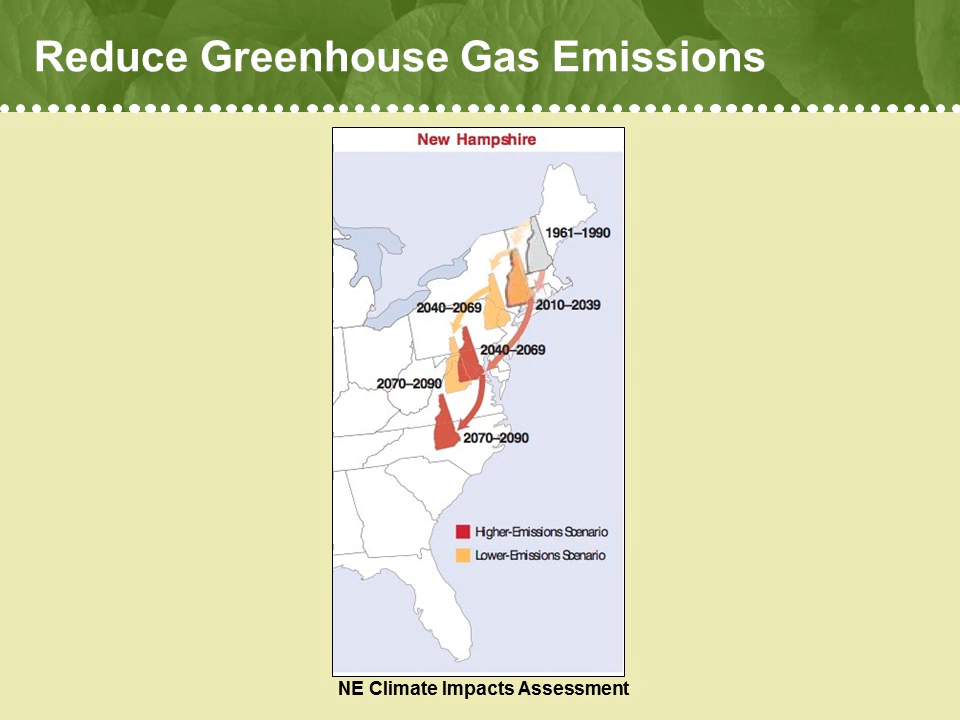 Reduce Greenhouse Gas Emissions
New Hampshire
1961–1990
2010–2039
2040–2069
2040–2069
2070–2090
2070–2090
Higher-Emissions Scenario
Lower-Emissions Scenario
NE Climate Impacts Assessment